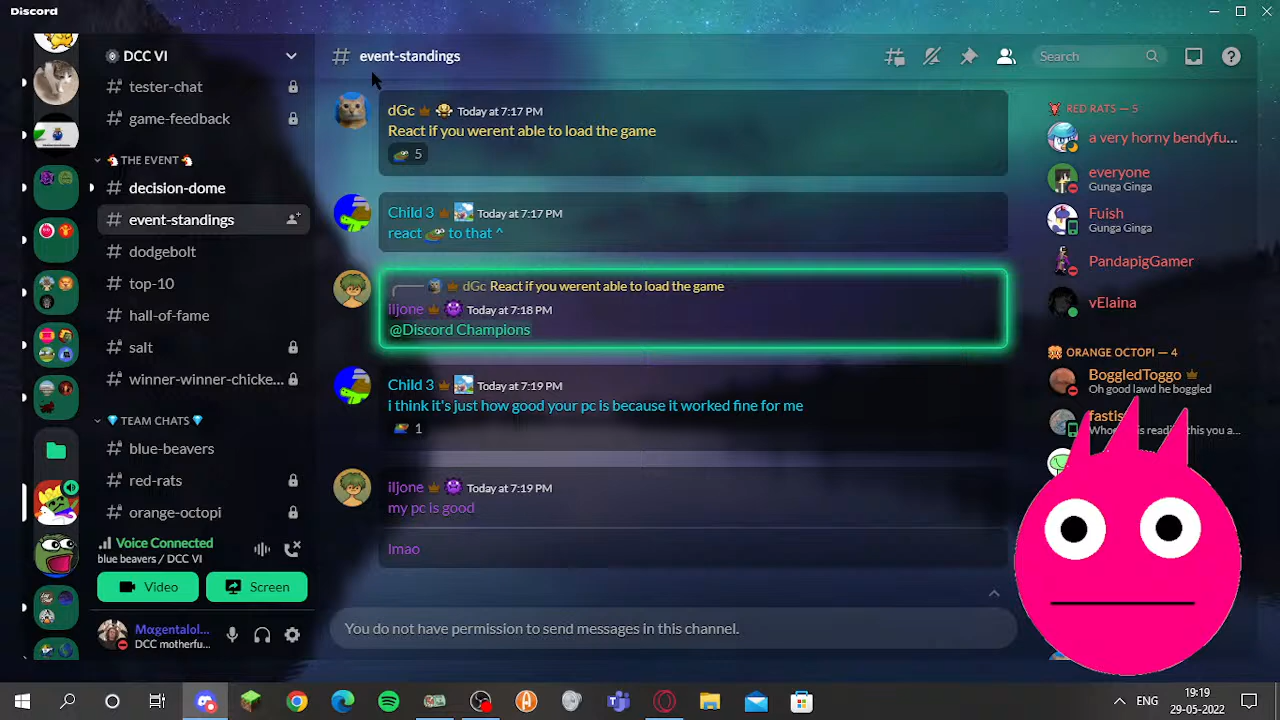 Discord
DCC VI
tester-chat
game-feedback
THE EVENT
decision-dome
event-standings
dodgebolt
top-10
hall-of-fame
salt
winner-winner-chicke...
TEAM CHATS
blue-beavers
red-rats
orange-octopi
Voice Connected
blue beavers / DCC VI
Video
Screen
Mαgentalol...
DCC motherfu...
event-standings
Search
dGc Today at 7:17 PM
React if you werent able to load the game
5
Child 3 Today at 7:17 PM
react to that ^
dGc React if you werent able to load the game
iljone Today at 7:18 PM
@Discord Champions
Child 3 Today at 7:19 PM
i think it's just how good your pc is because it worked fine for me
1
iljone Today at 7:19 PM
my pc is good
lmao
You do not have permission to send messages in this channel.
RED RATS — 5
a very horny bendyfu...
everyone
Gunga Ginga
Fuish
Gunga Ginga
PandapigGamer
vElaina
ORANGE OCTOPI — 4
BoggledToggo
Oh good lawd he boggled
fastis
this you a...
ENG
19:19
29-05-2022